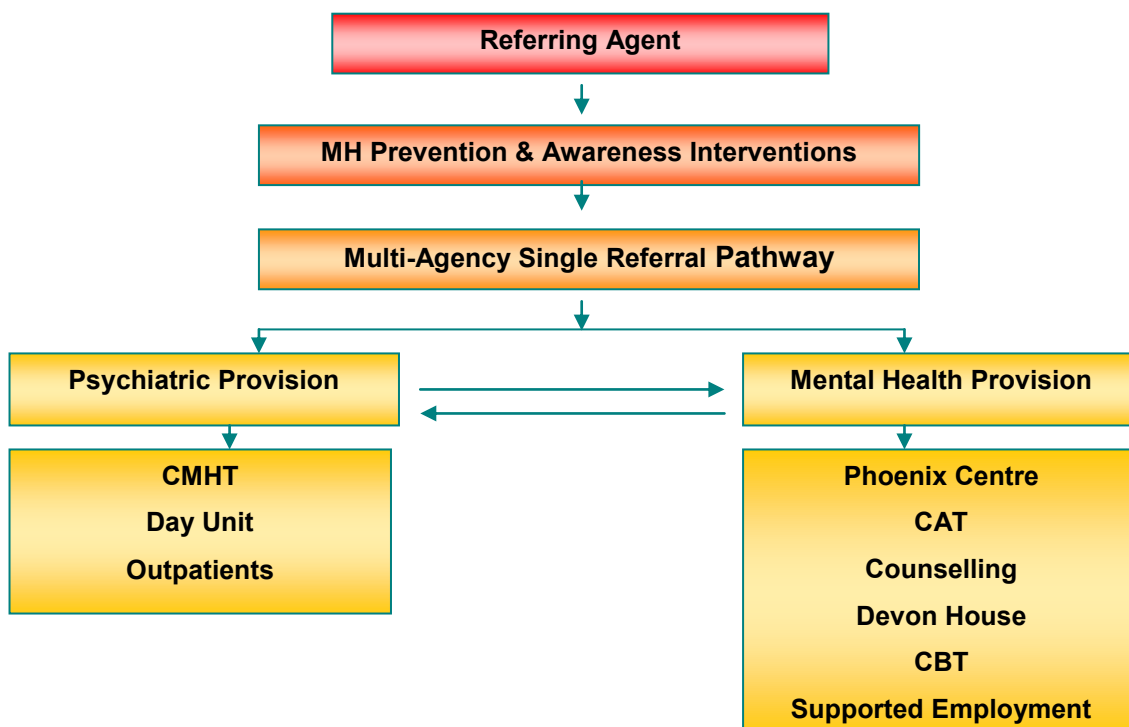 Referring Agent
MH Prevention & Awareness Interventions
Multi-Agency Single Referral Pathway
Psychiatric Provision
Mental Health Provision
CMHT
Day Unit
Outpatients
Phoenix Centre
CAT
Counselling
Devon House
CBT
Supported Employment